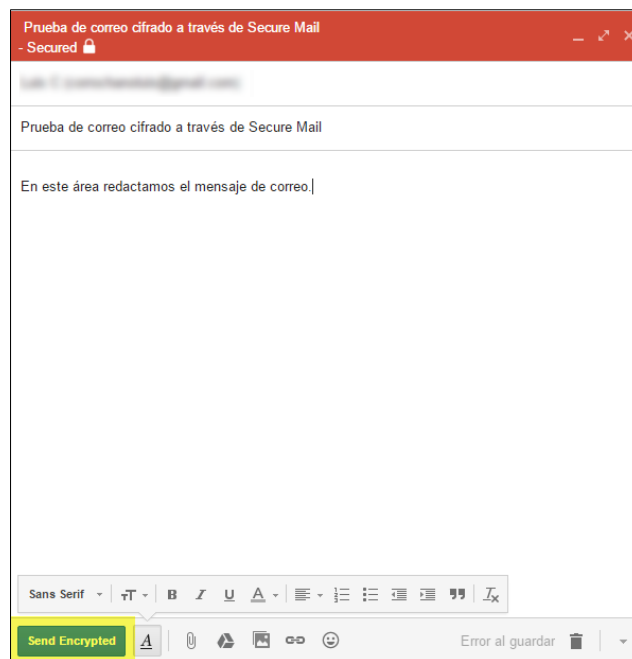 Prueba de correo cifrado a través de Secure Mail
- Secured
Prueba de correo cifrado a través de Secure Mail
En este área redactamos el mensaje de correo.
Sans Serif
Send Encrypted
Error al guardar